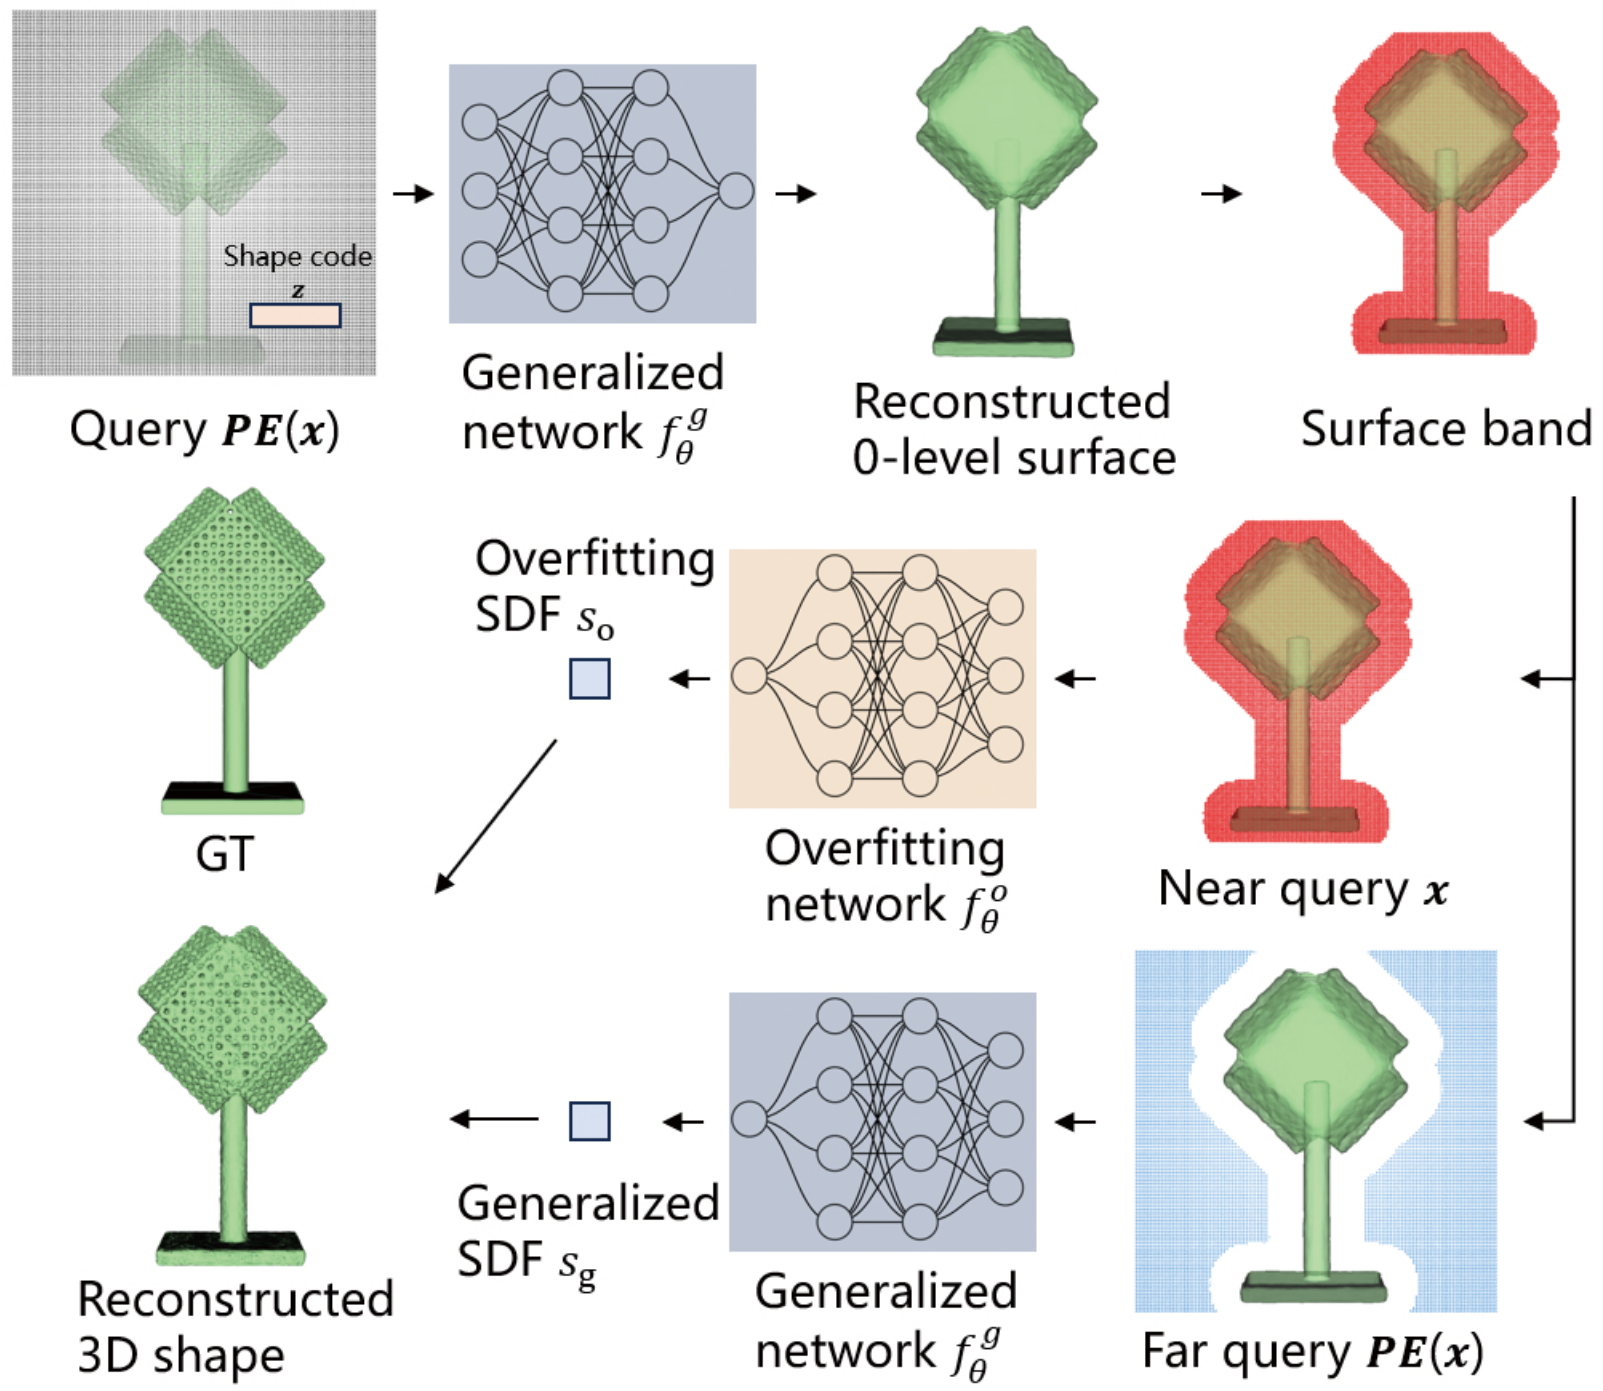 Shape code
z
Query PE(x)
Generalized
network f_θ^g
Reconstructed
0-level surface
Surface band
Overfitting
SDF s_o
GT
Overfitting
network f_θ^o
Near query x
Reconstructed
3D shape
Generalized
SDF s_g
Generalized
network f_θ^g
Far query PE(x)